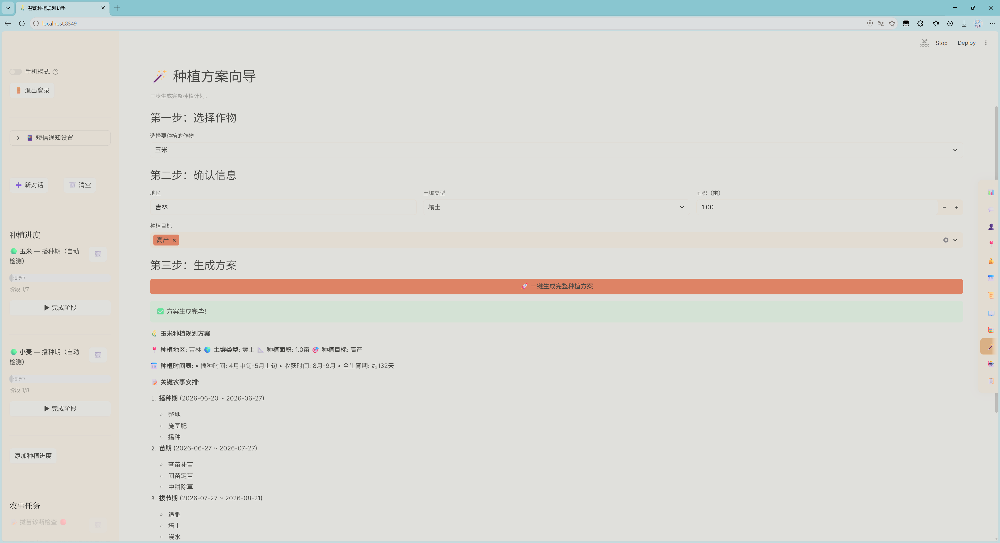 智能种植规划助手
localhost:8549
Stop
Deploy
手机模式
退出登录
短信通知设置
新对话
清空
种植进度
玉米 — 播种期（自动
检测）
进行中
阶段 1/7
▶ 完成阶段
小麦 — 播种期（自动
检测）
进行中
阶段 1/8
▶ 完成阶段
添加种植进度
农事任务
拔苗诊断检查
种植方案向导
三步生成完整种植计划。
第一步：选择作物
选择要种植的作物
玉米
第二步：确认信息
地区
土壤类型
面积（亩）
吉林
壤土
1.00
种植目标
高产
第三步：生成方案
一键生成完整种植方案
方案生成完毕！
玉米种植规划方案
种植地区: 吉林 土壤类型: 壤土 种植面积: 1.0亩 种植目标: 高产
种植时间表: • 播种时间: 4月中旬-5月上旬 • 收获时间: 8月-9月 • 全生育期: 约132天
关键农事安排:
1. 播种期 (2026-06-20 ~ 2026-06-27)
整地
施基肥
播种
2. 苗期 (2026-06-27 ~ 2026-07-27)
查苗补苗
间苗定苗
中耕除草
3. 拔节期 (2026-07-27 ~ 2026-08-21)
追肥
培土
浇水